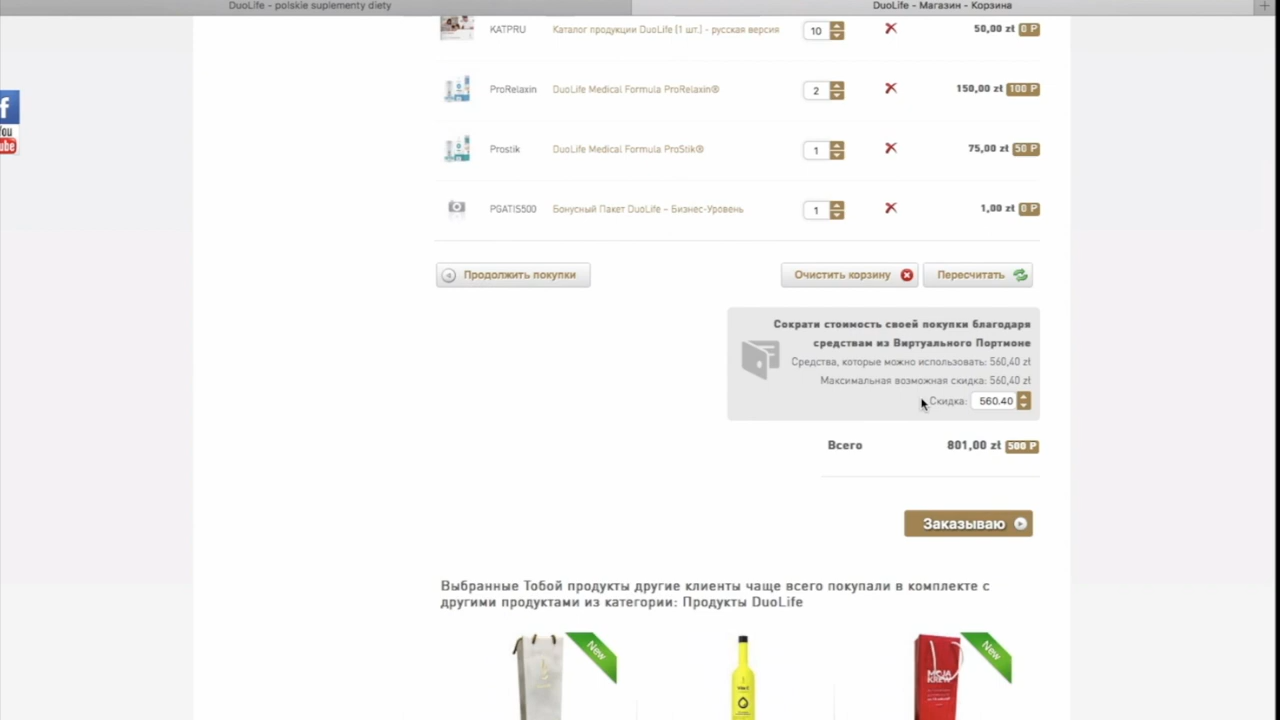 DuoLife - polskie suplementy diety
DuoLife - Магазин - Корзина
f
You
Tube
KATPRU Каталог продукции DuoLife (1 шт.) - русская версия 10 50,00 zł 0 P
ProRelaxin DuoLife Medical Formula ProRelaxin® 2 150,00 zł 100 P
Prostik DuoLife Medical Formula ProStik® 1 75,00 zł 50 P
PGATIS500 Бонусный Пакет DuoLife – Бизнес-Уровень 1 1,00 zł 0 P
Продолжить покупки Очистить корзину Пересчитать
Сократи стоимость своей покупки благодаря
средствам из Виртуального Портмоне
Средства, которые можно использовать: 560,40 zł
Максимальная возможная скидка: 560,40 zł
Скидка: 560.40
Всего 801,00 zł 500 P
Заказываю
Выбранные Тобой продукты другие клиенты чаще всего покупали в комплекте с
другими продуктами из категории: Продукты DuoLife
New
New
MOJA
KREW